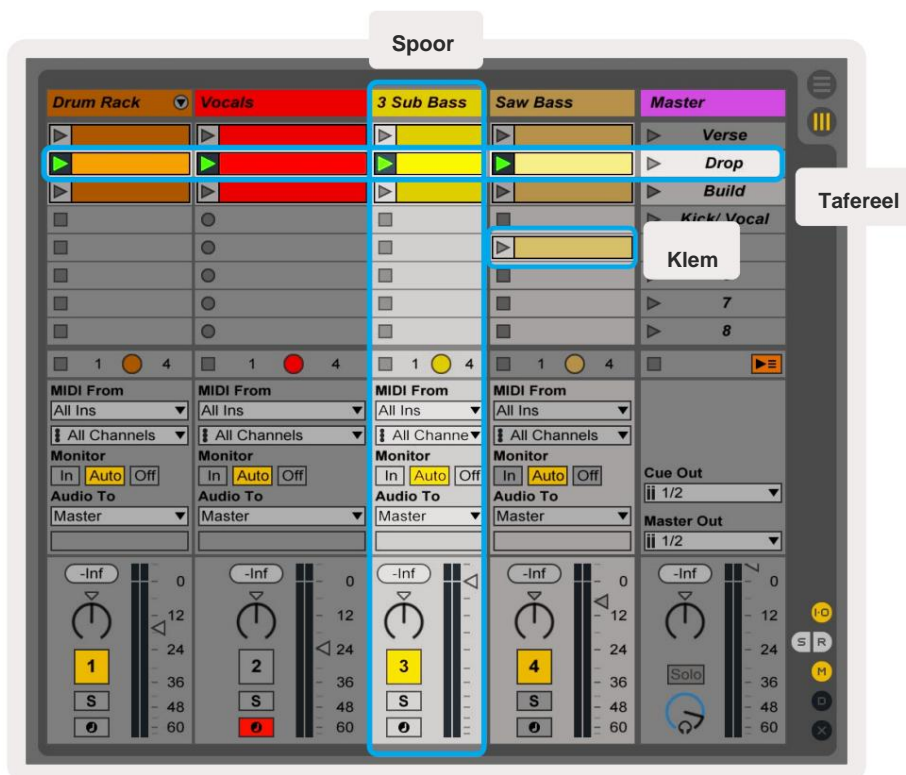 Spoor
Drum Rack Vocals 3 Sub Bass Saw Bass Master
Verse
Drop
Build
Tafereel
Kick/ Vocal
Klem
7
8
1 4 1 4 1 4 1 4
MIDI From MIDI From MIDI From MIDI From
All Ins All Ins All Ins All Ins
All Channels All Channels All Channe All Channels
Monitor Monitor Monitor Monitor
In Auto Off In Auto Off In Auto Off In Auto Off Cue Out
Audio To Audio To Audio To Audio To ii 1/2
Master Master Master Master Master Out
ii 1/2
-Inf -Inf -Inf -Inf -Inf
0 0 0 0 0
12 12 12 12 12 I·O
24 24 24 24 24 S R
1 2 3 4 Solo M
36 36 36 36 36
S S S S D
48 48 48 48 48
60 60 60 60 60